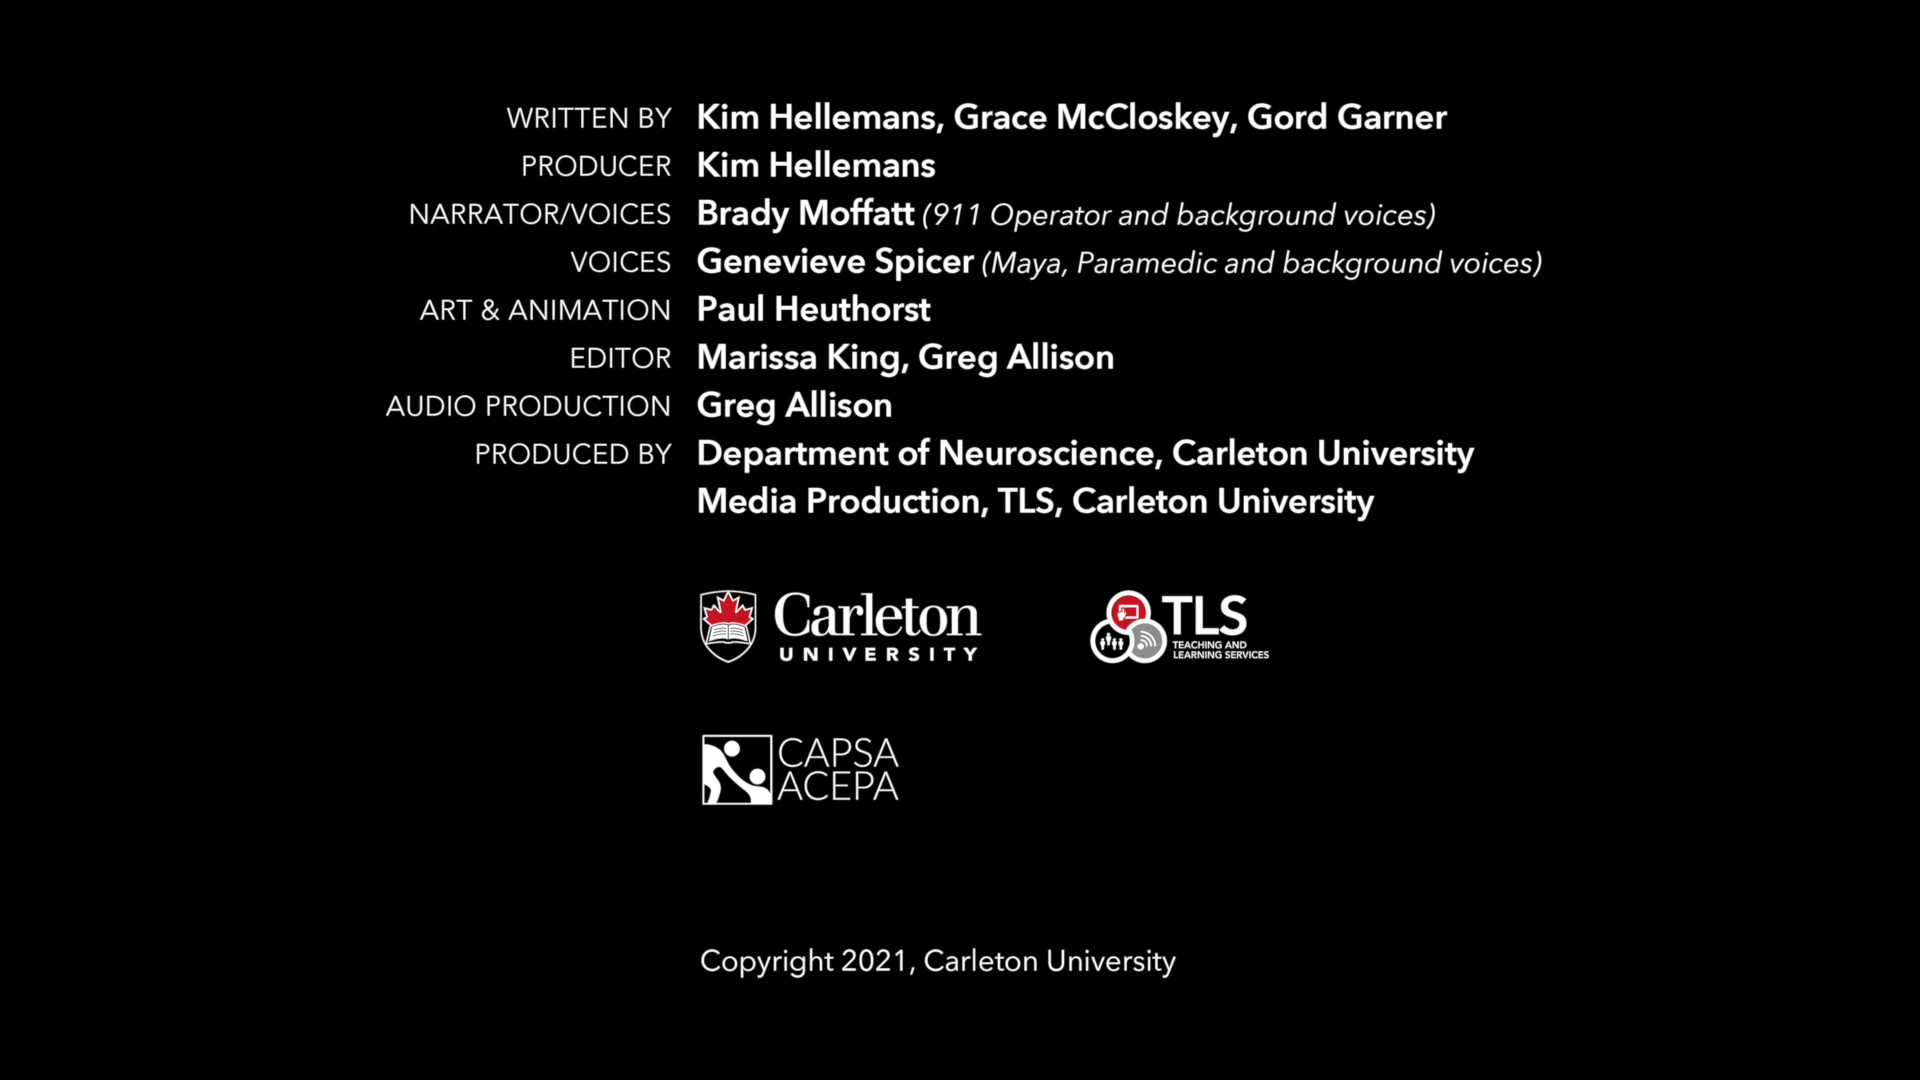 WRITTEN BY Kim Hellemans, Grace McCloskey, Gord Garner
PRODUCER Kim Hellemans
NARRATOR/VOICES Brady Moffatt (911 Operator and background voices)
VOICES Genevieve Spicer (Maya, Paramedic and background voices)
ART & ANIMATION Paul Heuthorst
EDITOR Marissa King, Greg Allison
AUDIO PRODUCTION Greg Allison
PRODUCED BY Department of Neuroscience, Carleton University
Media Production, TLS, Carleton University
Carleton
UNIVERSITY
TLS
TEACHING AND
LEARNING SERVICES
CAPSA
ACEPA
Copyright 2021, Carleton University